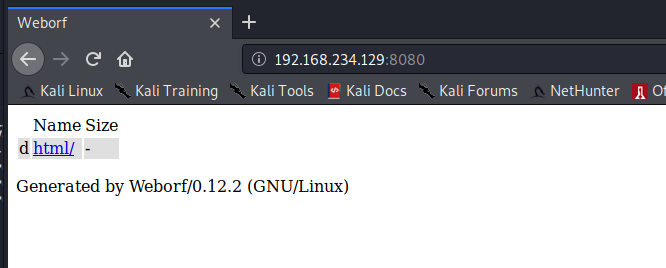 Weborf
192.168.234.129:8080
Kali Linux Kali Training Kali Tools Kali Docs Kali Forums NetHunter
Name Size
d html/ -
Generated by Weborf/0.12.2 (GNU/Linux)